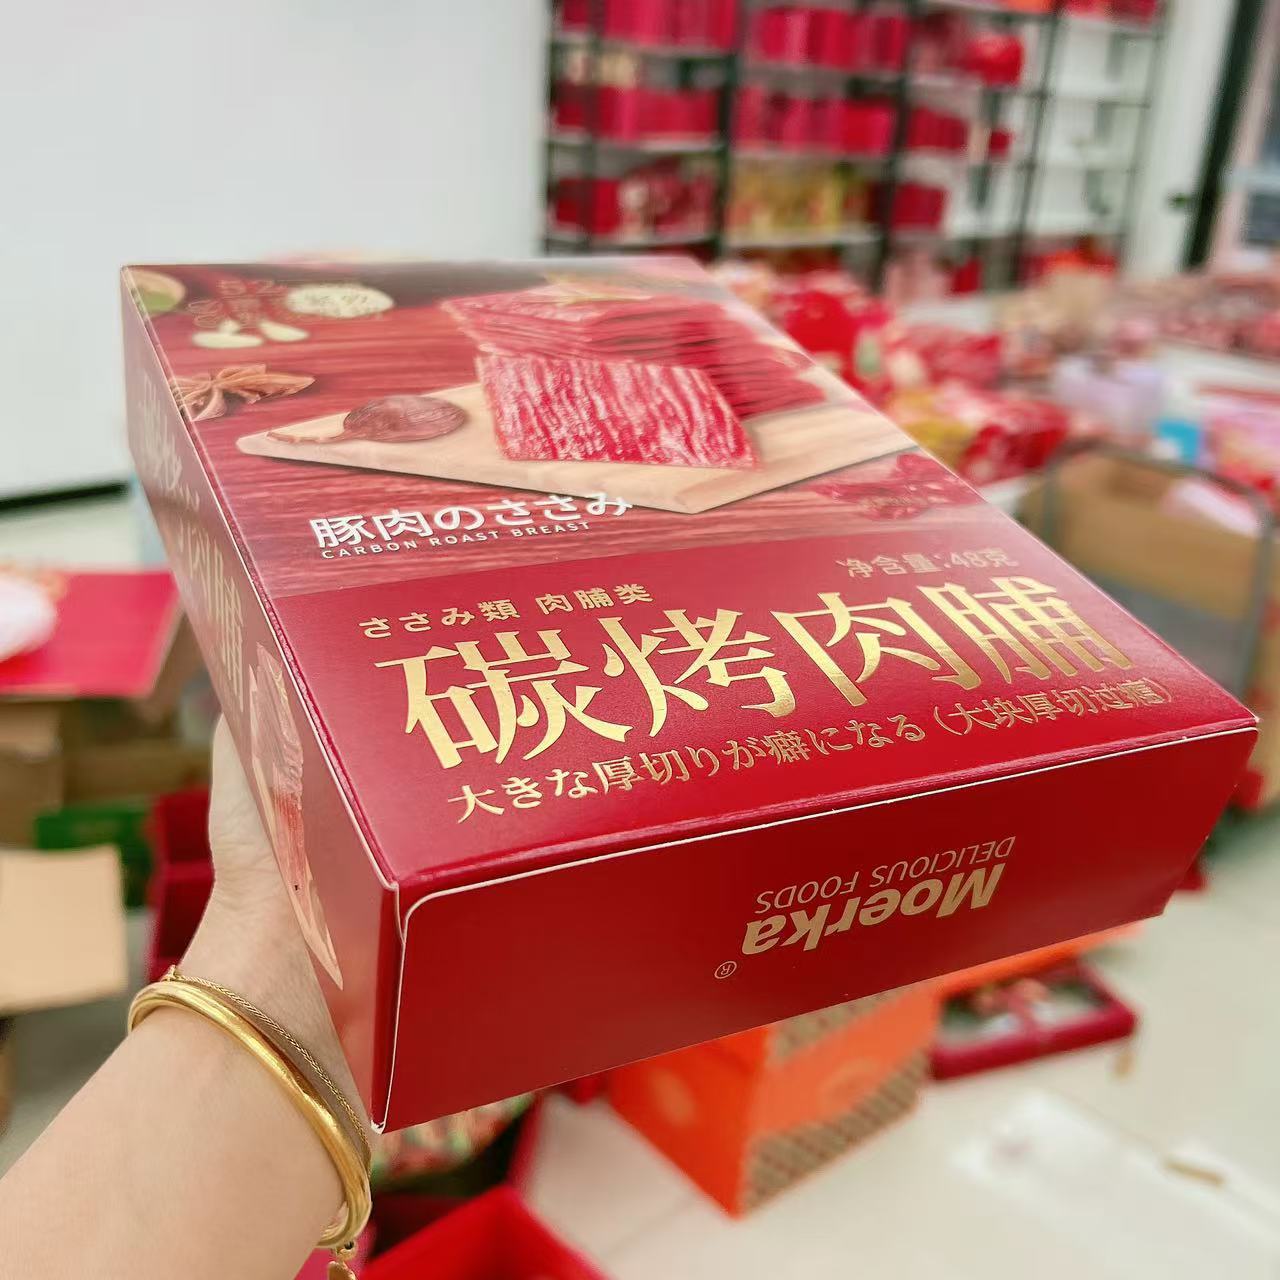 豚肉のささみ
CARBON ROAST BREAST
净含量:48克
ささみ類 肉脯类
碳烤肉脯
大きな厚切りが癖になる（大块厚切过瘾）
Moerka®
DELICIOUS FOODS